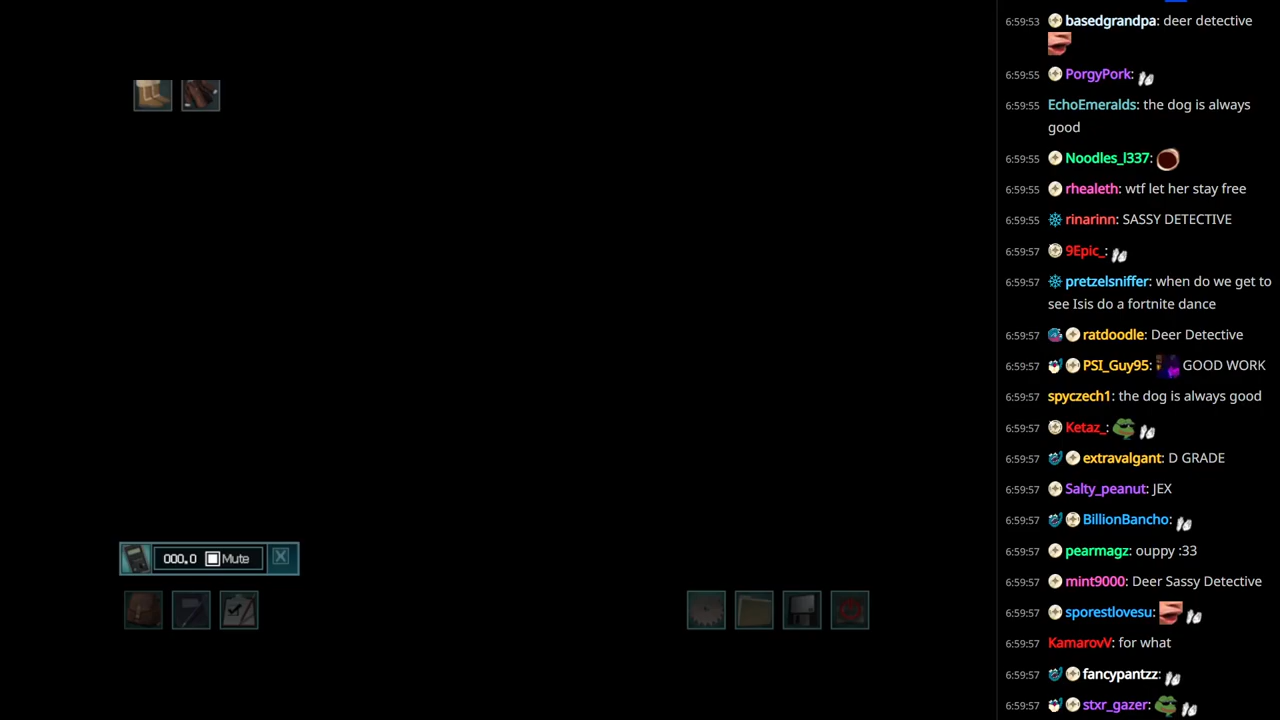 6:59:53 basedgrandpa: deer detective
6:59:55 PorgyPork:
6:59:55 EchoEmeralds: the dog is always
good
6:59:55 Noodles_l337:
6:59:55 rhealeth: wtf let her stay free
6:59:55 rinarinn: SASSY DETECTIVE
6:59:57 9Epic_:
6:59:57 pretzelsniffer: when do we get to
see Isis do a fortnite dance
6:59:57 ratdoodle: Deer Detective
6:59:57 PSI_Guy95: GOOD WORK
6:59:57 spyczech1: the dog is always good
6:59:57 Ketaz_:
6:59:57 extravalgant: D GRADE
6:59:57 Salty_peanut: JEX
6:59:57 BillionBancho:
6:59:57 pearmagz: ouppy :33
6:59:57 mint9000: Deer Sassy Detective
6:59:57 sporestlovesu:
6:59:57 KamarovV: for what
6:59:57 fancypantzz:
6:59:57 stxr_gazer:
000.0 Mute X